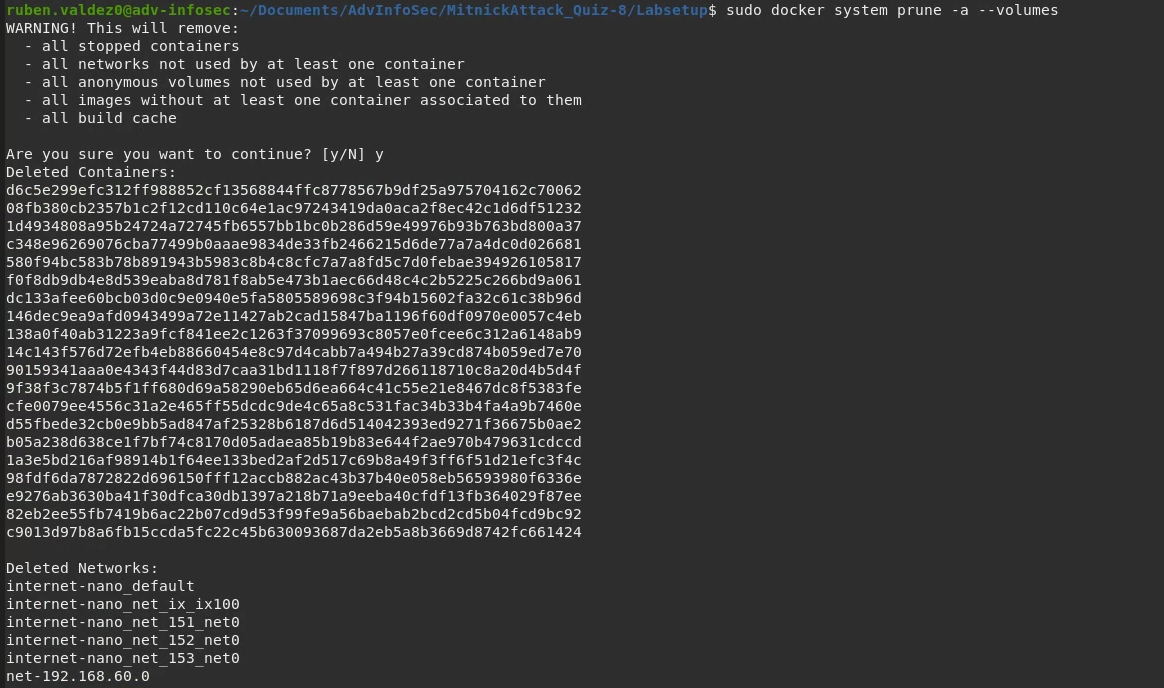 ruben.valdez0@adv-infosec:~/Documents/AdvInfoSec/MitnickAttack_Quiz-8/Labsetup$ sudo docker system prune -a --volumes
WARNING! This will remove:
  - all stopped containers
  - all networks not used by at least one container
  - all anonymous volumes not used by at least one container
  - all images without at least one container associated to them
  - all build cache

Are you sure you want to continue? [y/N] y
Deleted Containers:
d6c5e299efc312ff988852cf13568844ffc8778567b9df25a975704162c70062
08fb380cb2357b1c2f12cd110c64e1ac97243419da0aca2f8ec42c1d6df51232
1d4934808a95b24724a72745fb6557bb1bc0b286d59e49976b93b763bd800a37
c348e96269076cba77499b0aaae9834de33fb2466215d6de77a7a4dc0d026681
580f94bc583b78b891943b5983c8b4c8cfc7a7a8fd5c7d0febae394926105817
f0f8db9db4e8d539eaba8d781f8ab5e473b1aec66d48c4c2b5225c266bd9a061
dc133afee60bcb03d0c9e0940e5fa5805589698c3f94b15602fa32c61c38b96d
146dec9ea9afd0943499a72e11427ab2cad15847ba1196f60df0970e0057c4eb
138a0f40ab31223a9fcf841ee2c1263f37099693c8057e0fcee6c312a6148ab9
14c143f576d72efb4eb88660454e8c97d4cabb7a494b27a39cd874b059ed7e70
90159341aaa0e4343f44d83d7caa31bd1118f7f897d266118710c8a20d4b5d4f
9f38f3c7874b5f1ff680d69a58290eb65d6ea664c41c55e21e8467dc8f5383fe
cfe0079ee4556c31a2e465ff55dcdc9de4c65a8c531fac34b33b4fa4a9b7460e
d55fbede32cb0e9bb5ad847af25328b6187d6d514042393ed9271f36675b0ae2
b05a238d638ce1f7bf74c8170d05adaea85b19b83e644f2ae970b479631cdccd
1a3e5bd216af98914b1f64ee133bed2af2d517c69b8a49f3ff6f51d21efc3f4c
98fdf6da7872822d696150fff12accb882ac43b37b40e058eb56593980f6336e
e9276ab3630ba41f30dfca30db1397a218b71a9eeba40cfdf13fb364029f87ee
82eb2ee55fb7419b6ac22b07cd9d53f99fe9a56baebab2bcd2cd5b04fcd9bc92
c9013d97b8a6fb15ccda5fc22c45b630093687da2eb5a8b3669d8742fc661424

Deleted Networks:
internet-nano_default
internet-nano_net_ix_ix100
internet-nano_net_151_net0
internet-nano_net_152_net0
internet-nano_net_153_net0
net-192.168.60.0